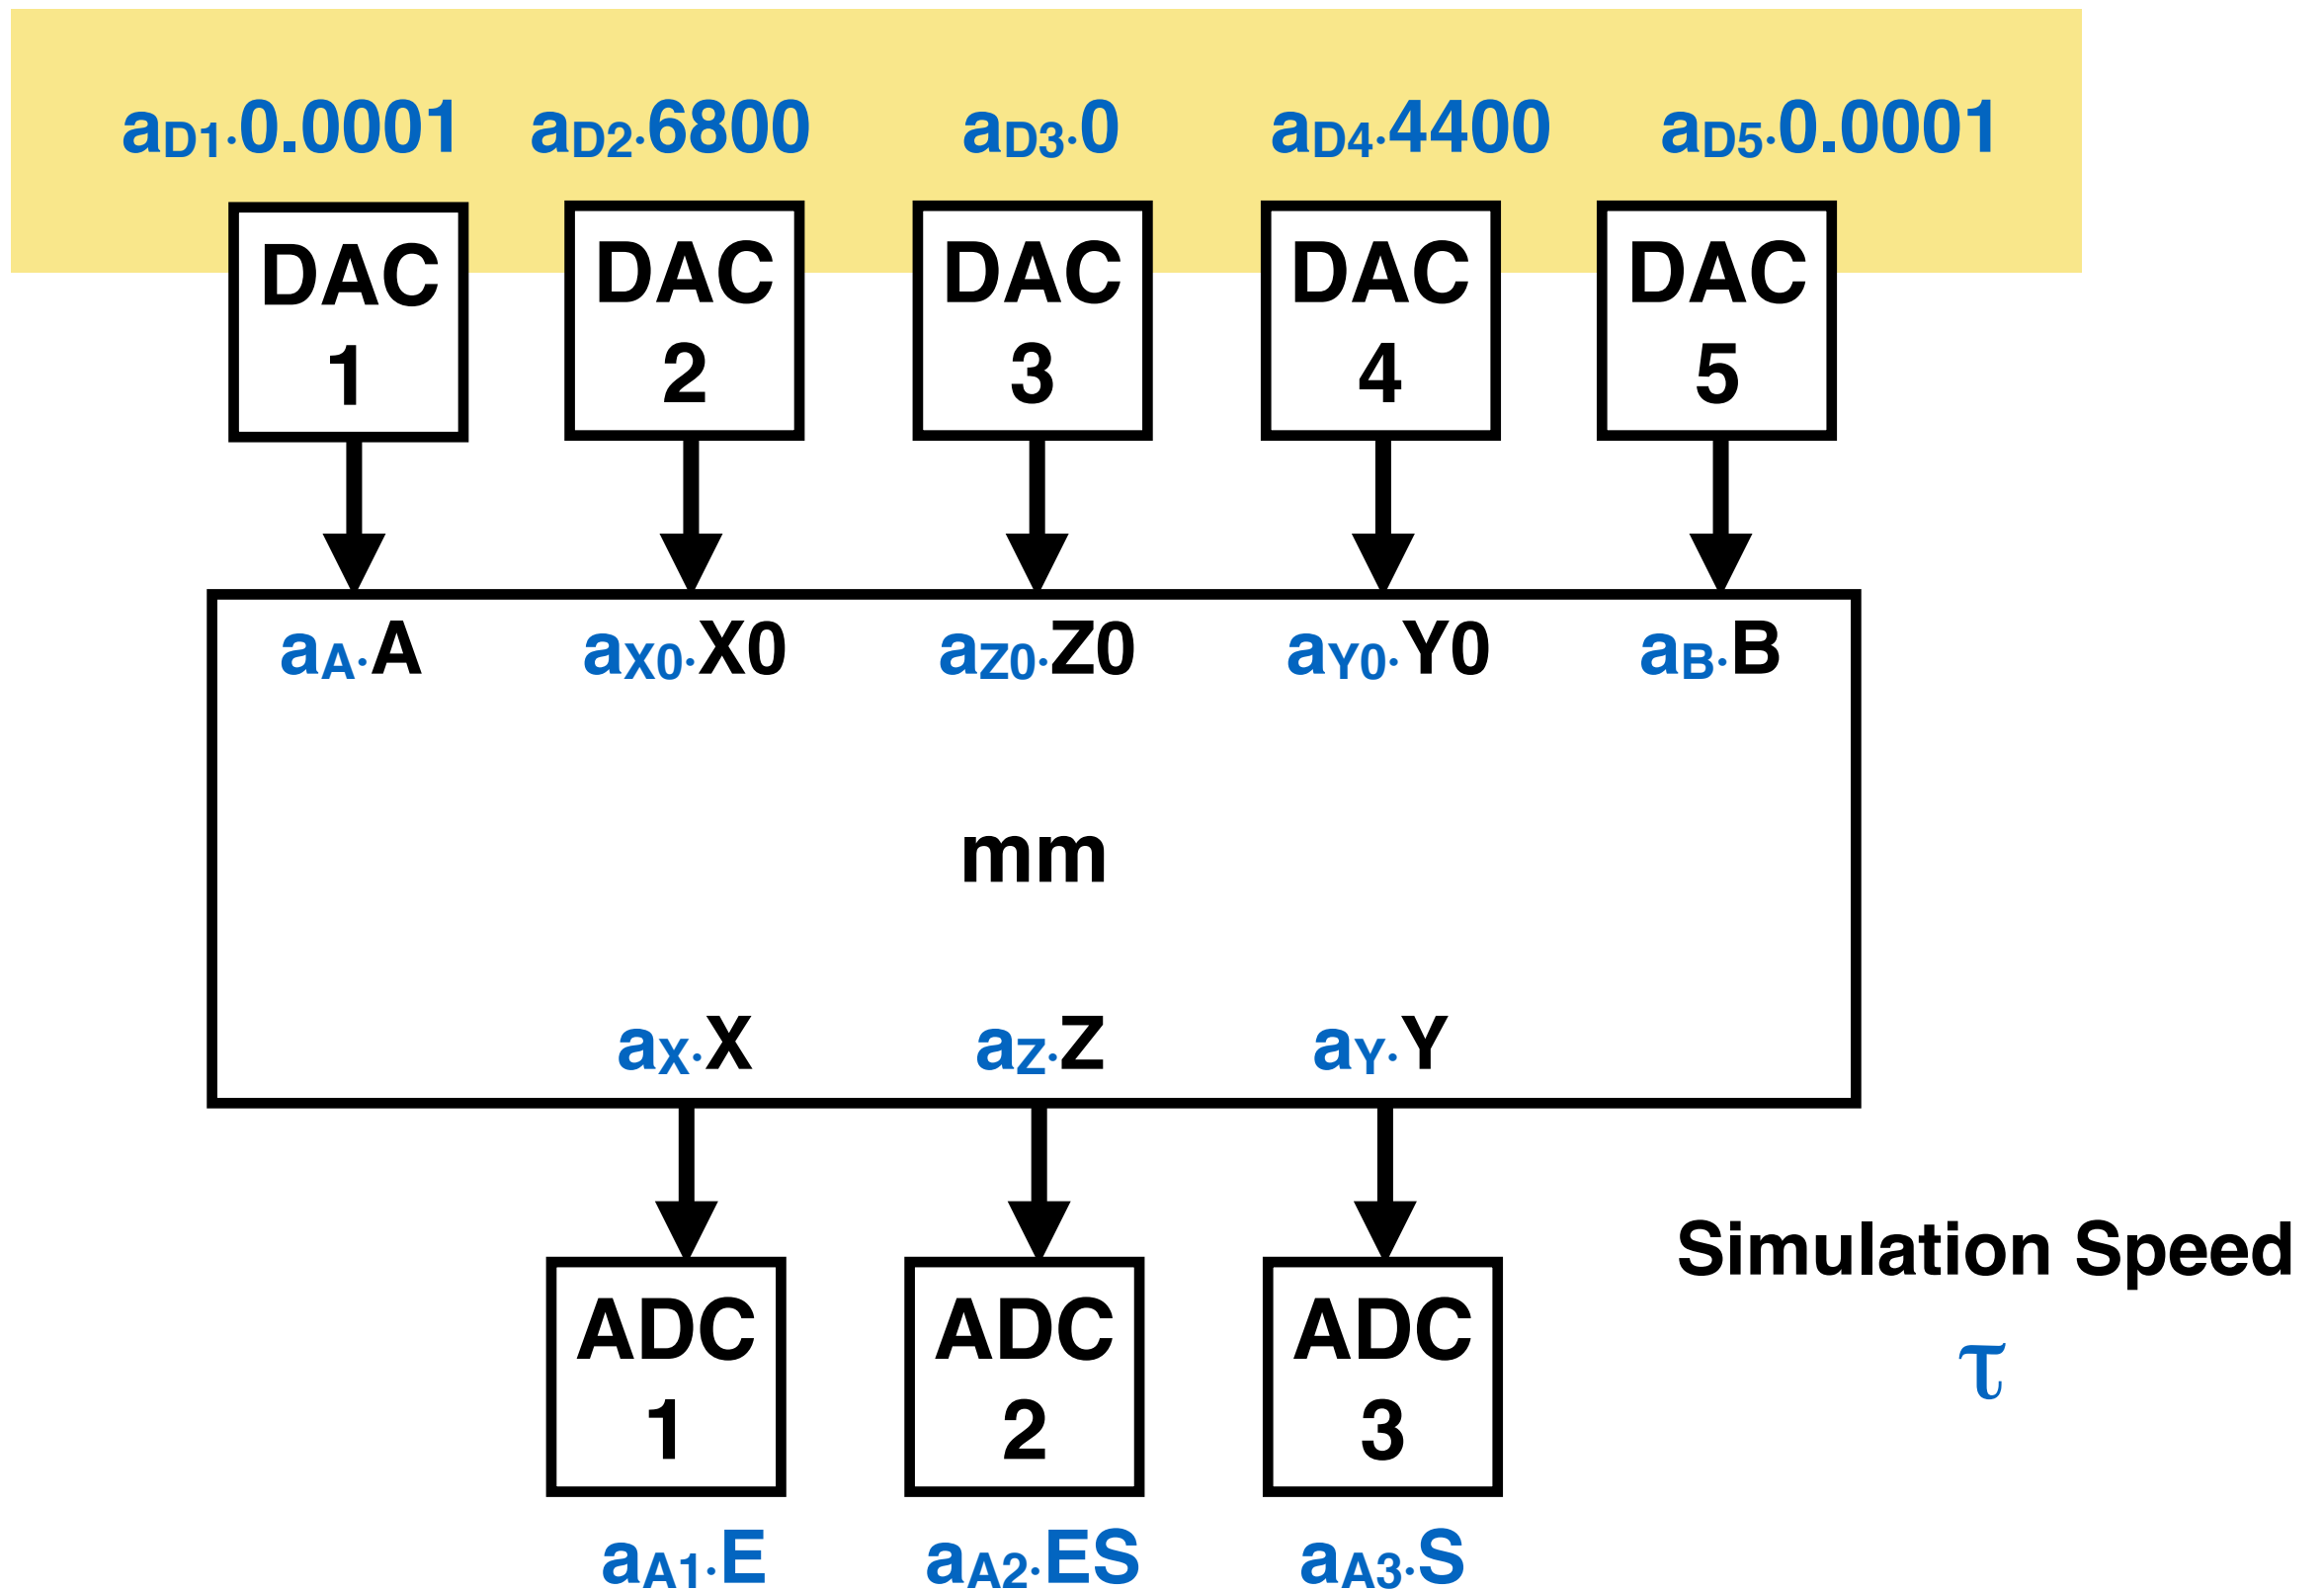 aD1·0.0001 aD2·6800 aD3·0 aD4·4400 aD5·0.0001
DAC DAC DAC DAC DAC
1 2 3 4 5
aA·A aX0·X0 aZ0·Z0 aY0·Y0 aB·B
mm
aX·X aZ·Z aY·Y
Simulation Speed
τ
ADC ADC ADC
1 2 3
aA1·E aA2·ES aA3·S